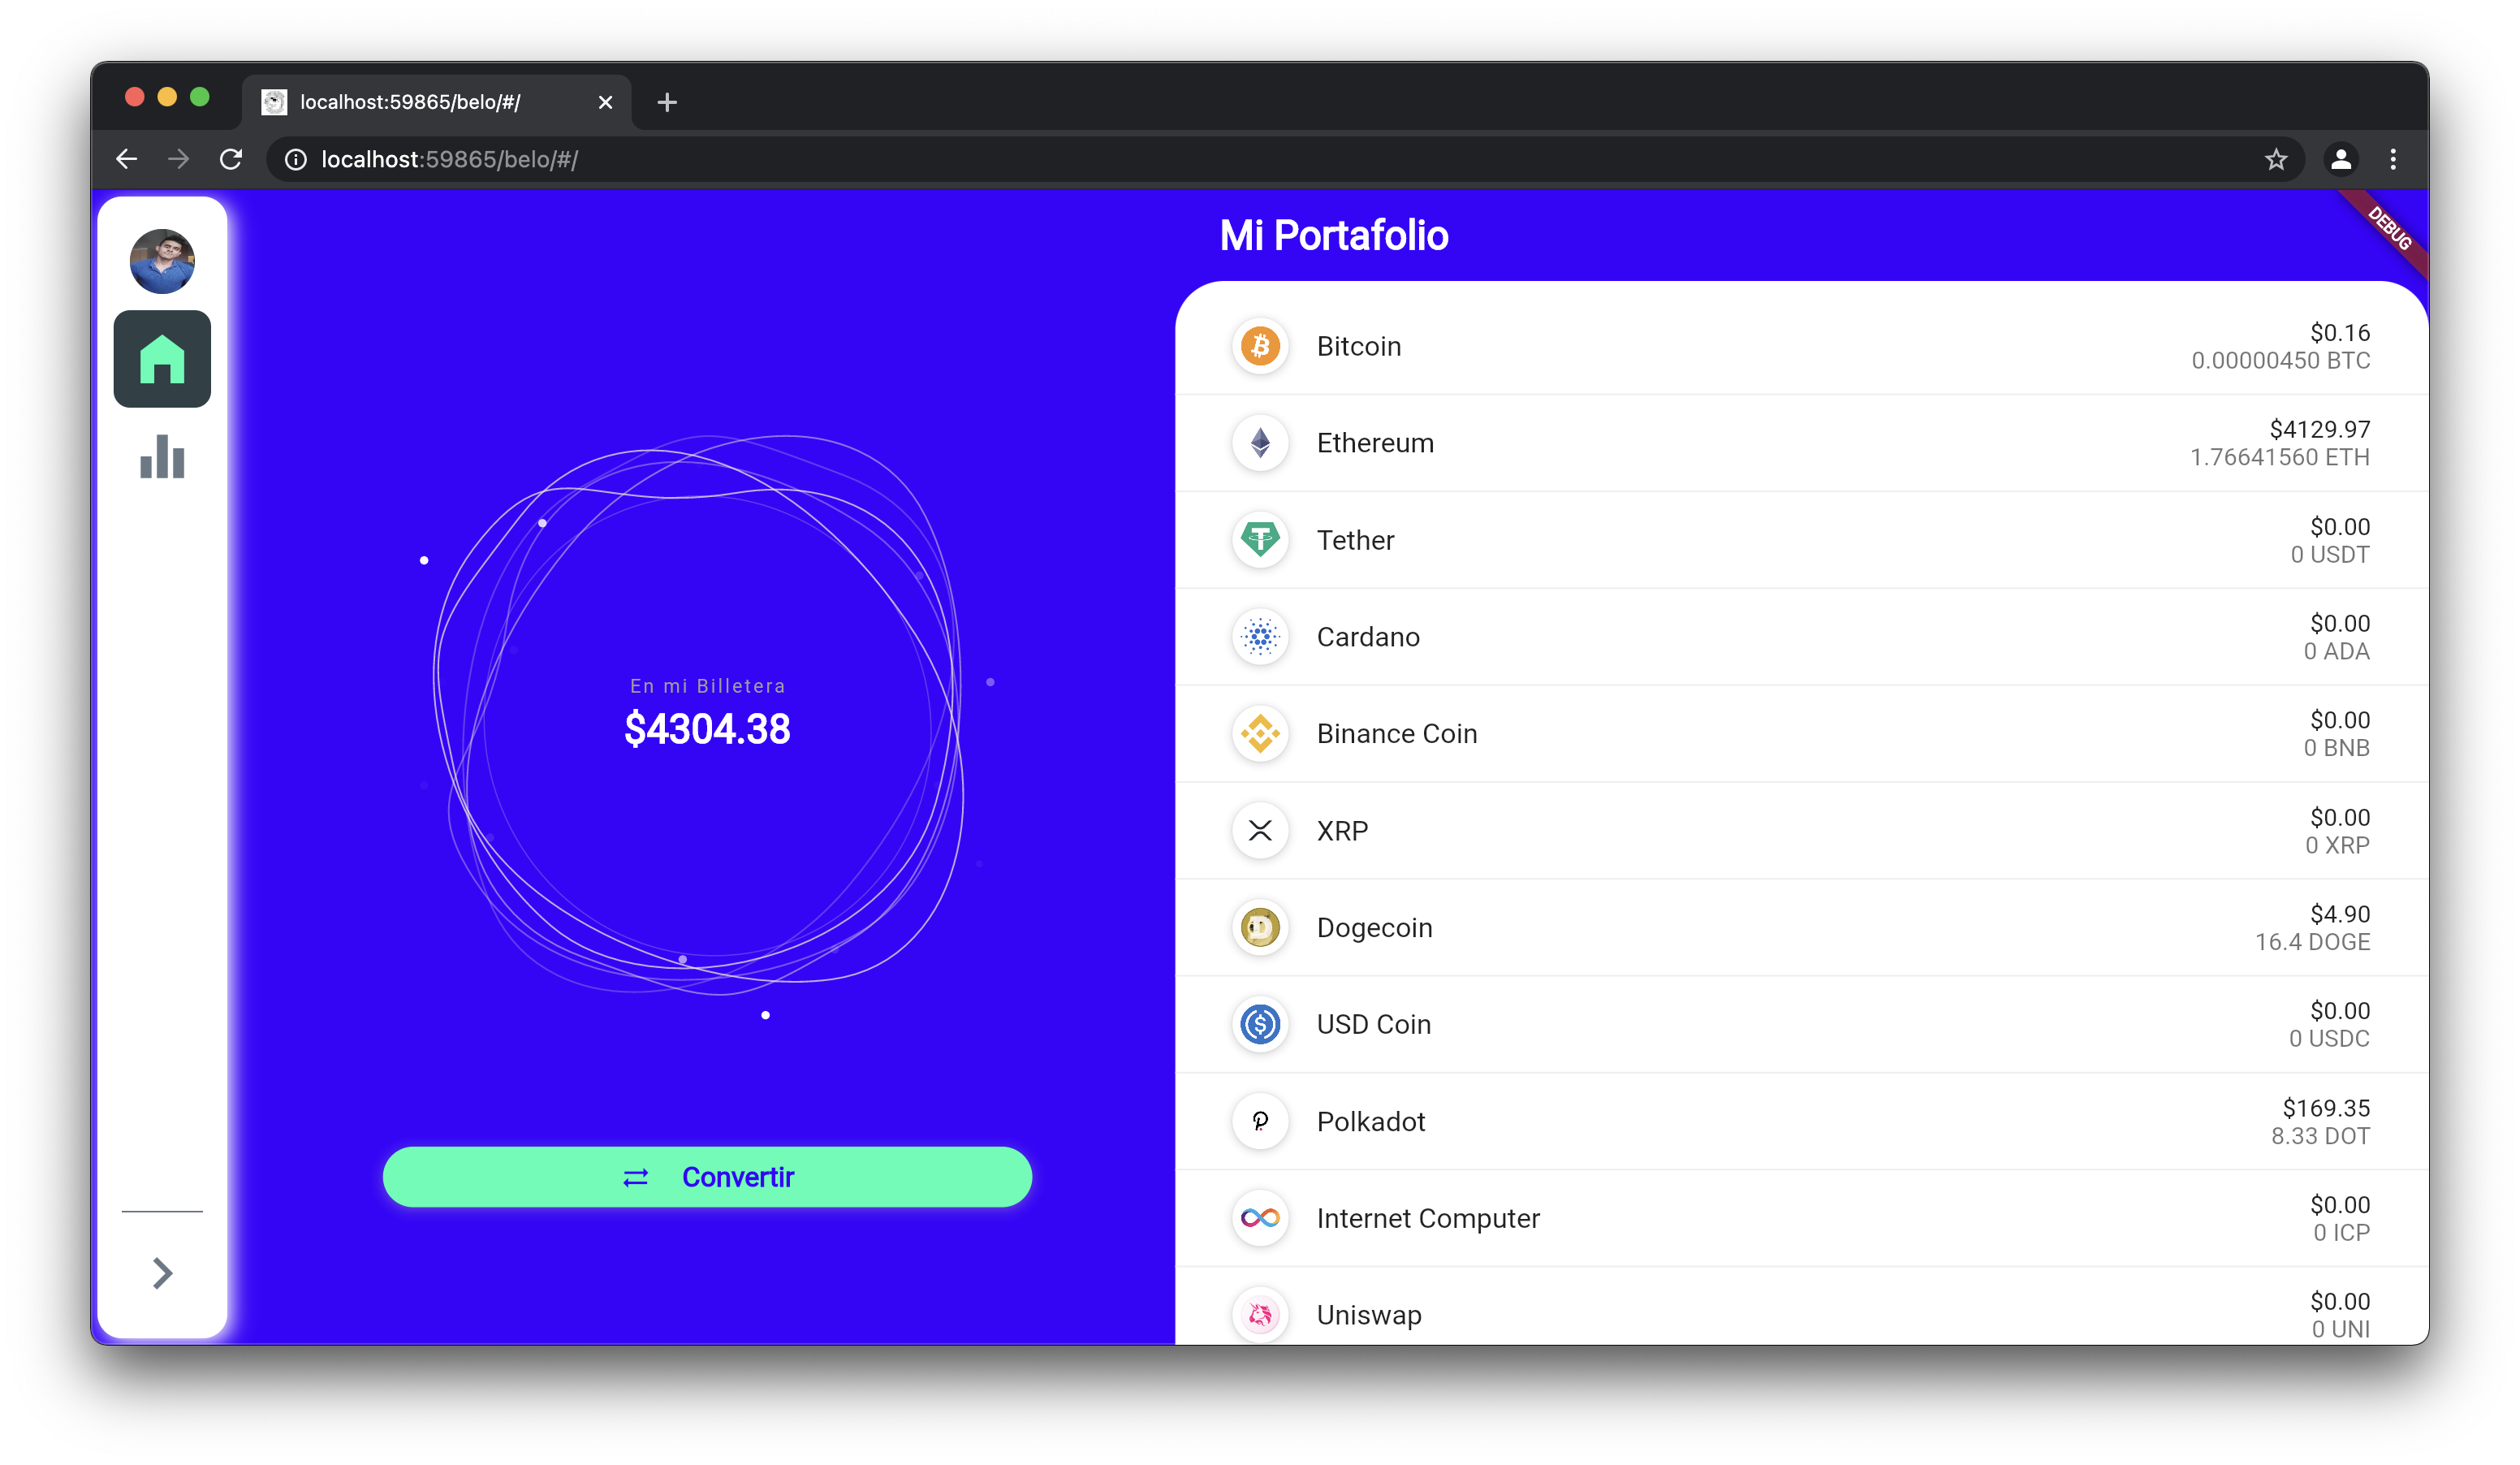 localhost:59865/belo/#/
localhost:59865/belo/#/
DEBUG
En mi Billetera
$4304.38
Convertir
Mi Portafolio
Bitcoin
$0.16
0.00000450 BTC
Ethereum
$4129.97
1.76641560 ETH
Tether
$0.00
0 USDT
Cardano
$0.00
0 ADA
Binance Coin
$0.00
0 BNB
XRP
$0.00
0 XRP
Dogecoin
$4.90
16.4 DOGE
USD Coin
$0.00
0 USDC
Polkadot
$169.35
8.33 DOT
Internet Computer
$0.00
0 ICP
Uniswap
$0.00
0 UNI